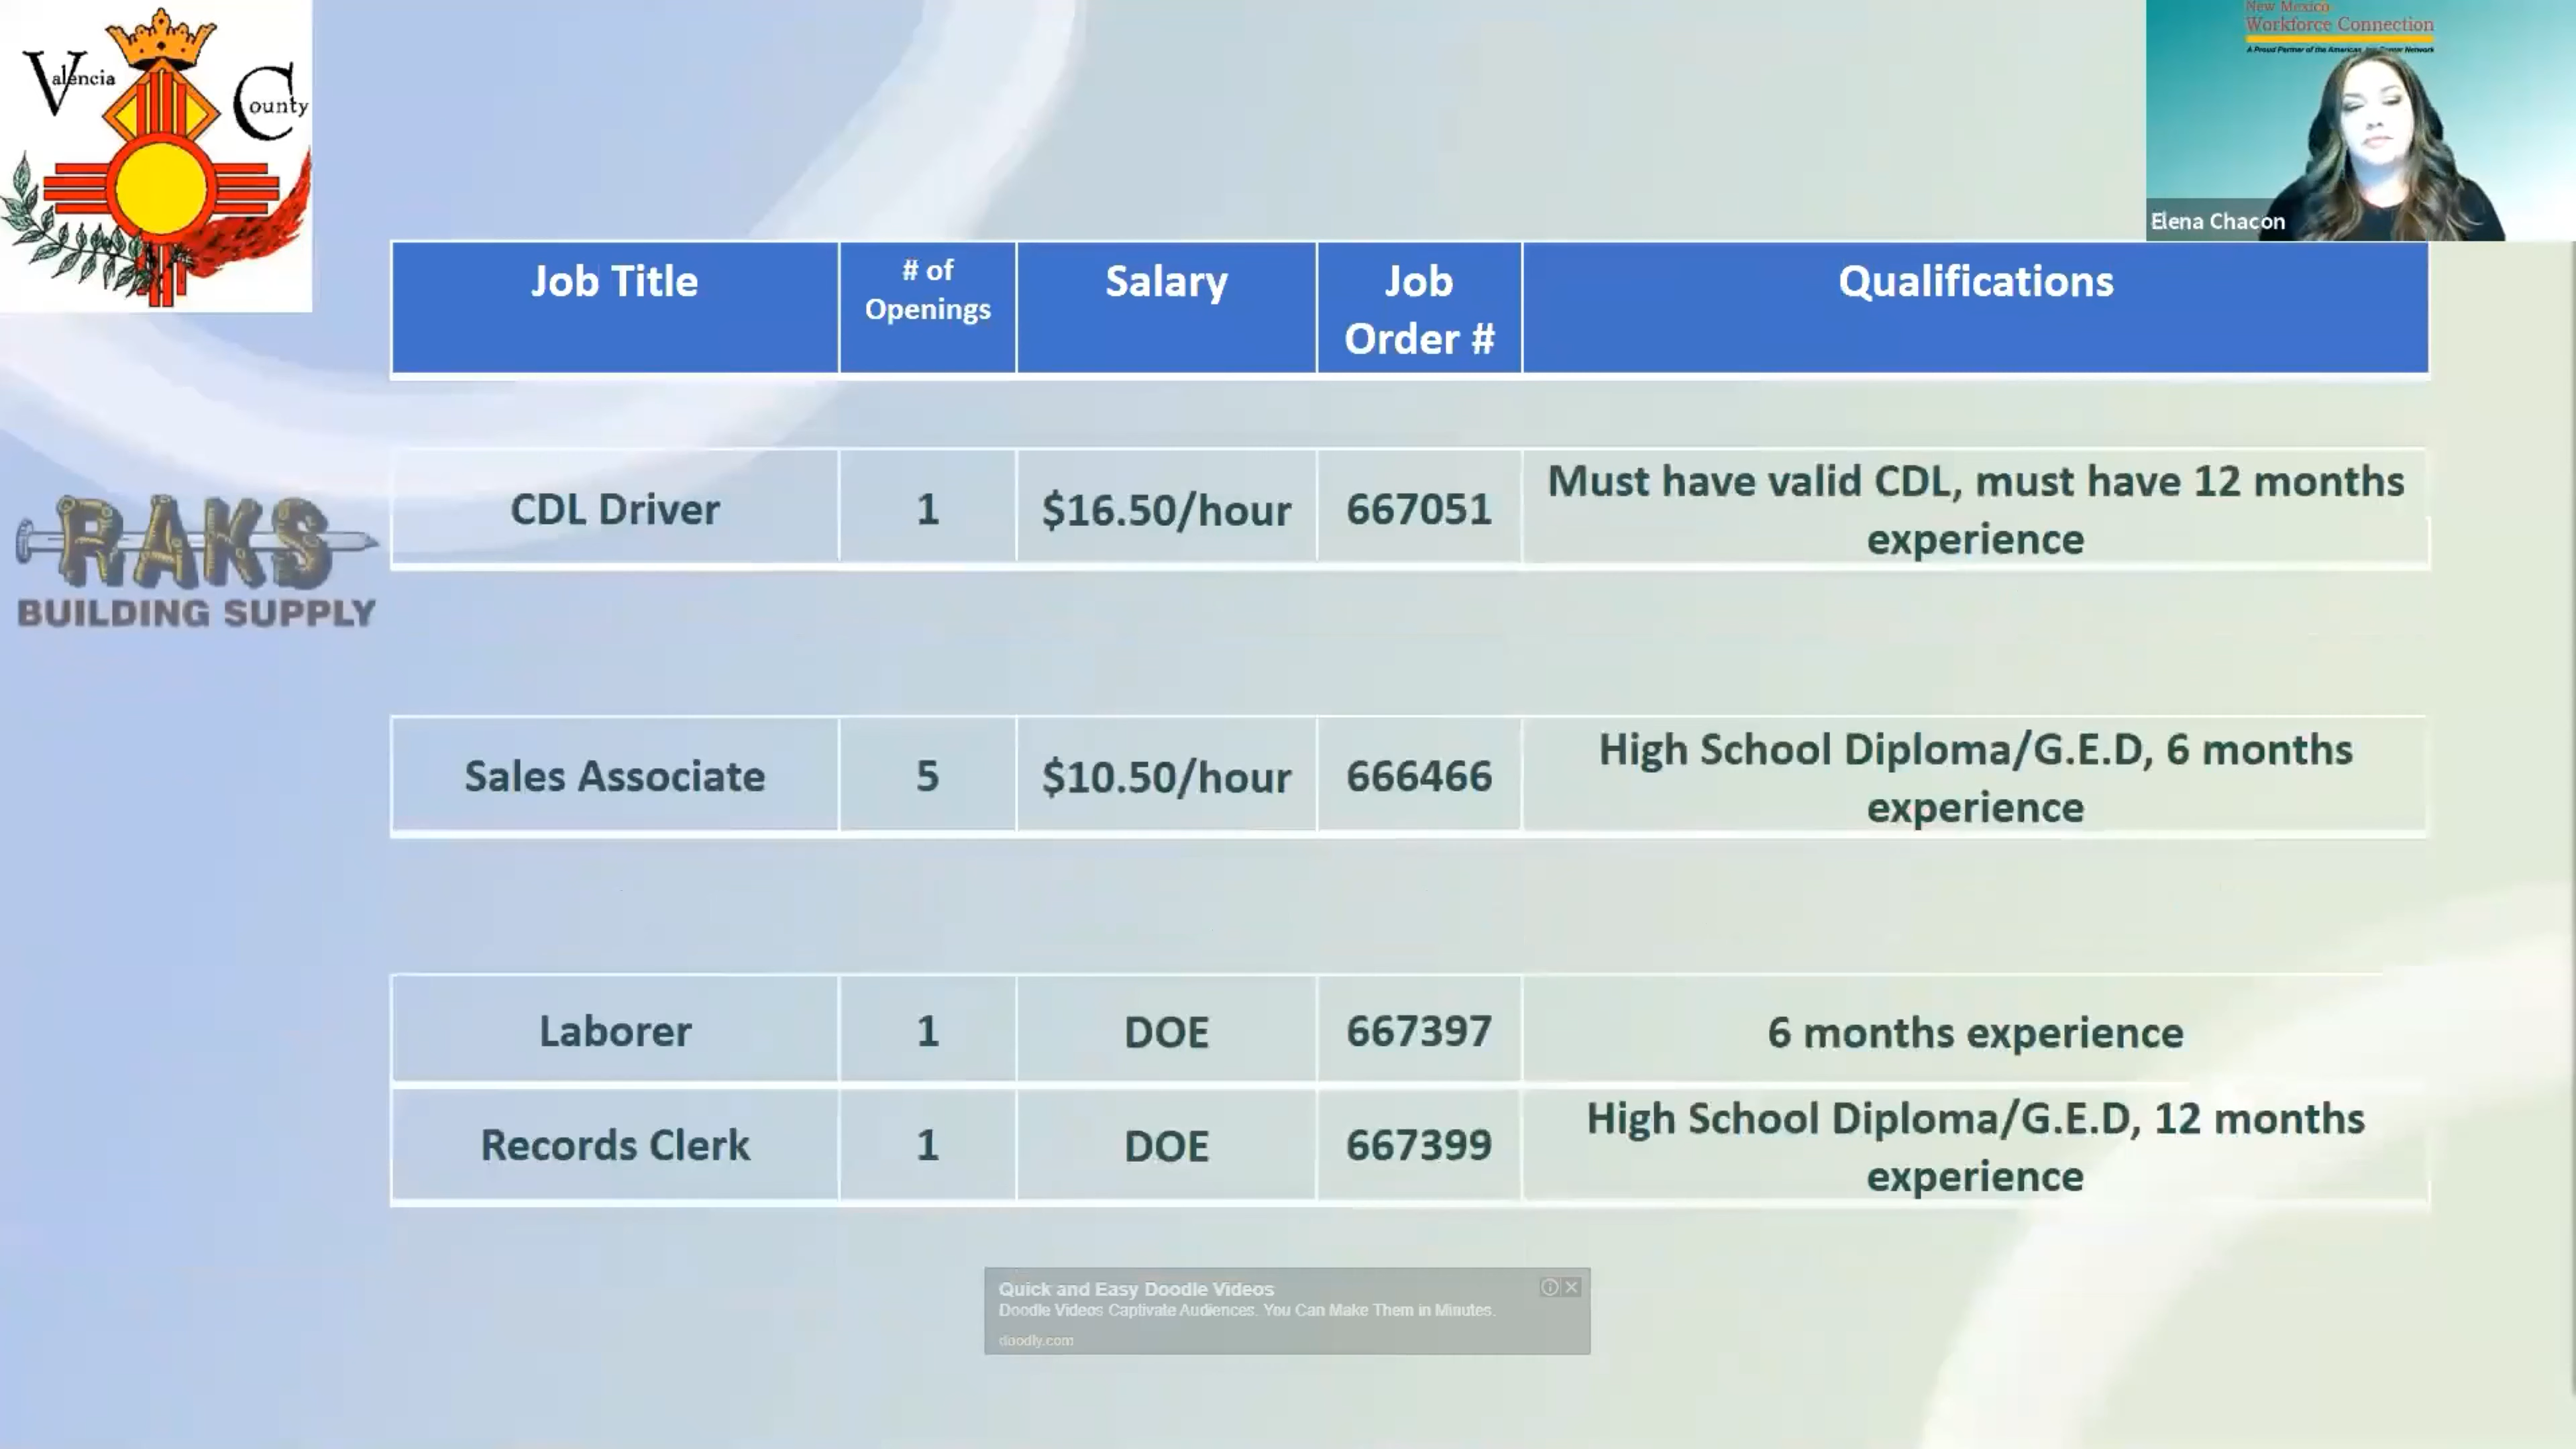 Valencia
County
New Mexico
Workforce Connection
Elena Chacon
Job Title
# of
Openings
Salary
Job
Order #
Qualifications
RAKS
BUILDING SUPPLY
CDL Driver
1
$16.50/hour
667051
Must have valid CDL, must have 12 months
experience
Sales Associate
5
$10.50/hour
666466
High School Diploma/G.E.D, 6 months
experience
Laborer
1
DOE
667397
6 months experience
Records Clerk
1
DOE
667399
High School Diploma/G.E.D, 12 months
experience
Quick and Easy Doodle Videos
Doodle Videos Captivate Audiences. You Can Make Them in Minutes.
doodly.com